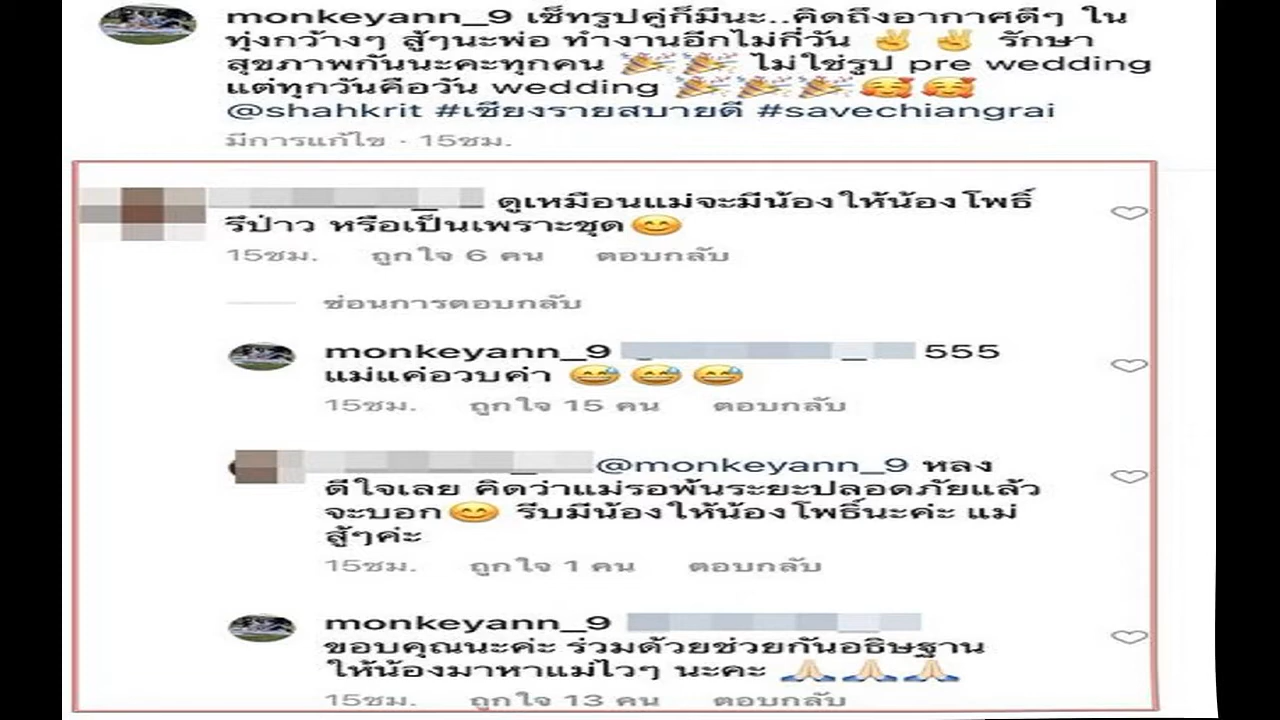 monkeyann_9 เซ็ทรูปคู่ก็มีนะ..คิดถึงอากาศดีๆ ใน
ทุ่งกว้างๆ สู้ๆนะพ่อ ทำงานอีกไม่กี่วัน ✌🏻 ✌🏻 รักษา
สุขภาพกันนะคะทุกคน 🎉🎉 ไม่ใช่รูป pre wedding
แต่ทุกวันคือวัน wedding 🎉🎉🎉🥰🥰
@shahkrit #เชียงรายสบายดี #savechiangrai
มีการแก้ไข · 15ชม.
ดูเหมือนแม่จะมีน้องให้น้องโพธิ์
รึป่าว หรือเป็นเพราะชุด😊
15ชม. ถูกใจ 6 คน ตอบกลับ
ซ่อนการตอบกลับ
monkeyann_9 555
แม่แค่อวบค่า 😅 😅 😅
15ชม. ถูกใจ 15 คน ตอบกลับ
@monkeyann_9 หลง
ดีใจเลย คิดว่าแม่รอพ้นระยะปลอดภัยแล้ว
จะบอก😊 รีบมีน้องให้น้องโพธิ์นะค่ะ แม่
สู้ๆค่ะ
15ชม. ถูกใจ 1 คน ตอบกลับ
monkeyann_9
ขอบคุณนะค่ะ ร่วมด้วยช่วยกันอธิษฐาน
ให้น้องมาหาแม่ไวๆ นะคะ 🙏🏻🙏🏻🙏🏻
15ชม. ถูกใจ 13 คน ตอบกลับ